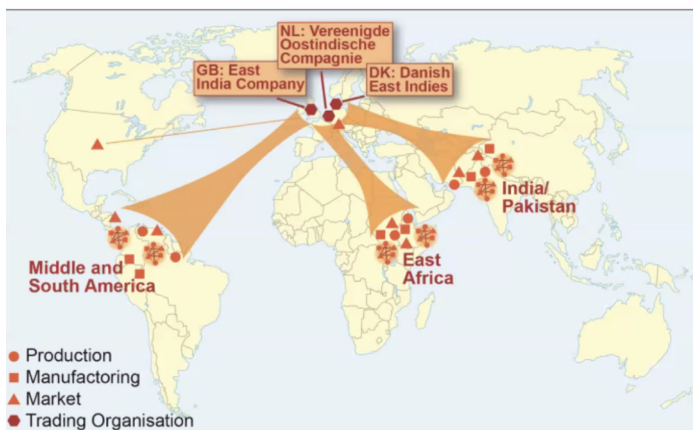 NL: Vereenigde
Oostindische
Compagnie
GB: East
India Company
DK: Danish
East Indies
India/
Pakistan
Middle and
South America
East
Africa
Production
Manufactoring
Market
Trading Organisation